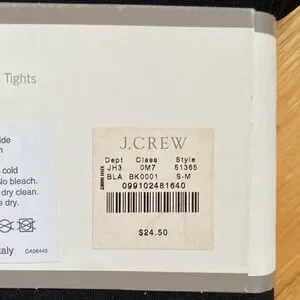 Tights
J.CREW
Dept Class Style
JH3 0M7 51365
BLA BK0001 S-M
099102481640
$24.50
ide
n
cold
No bleach.
dry clean.
e dry.
taly
CA56445